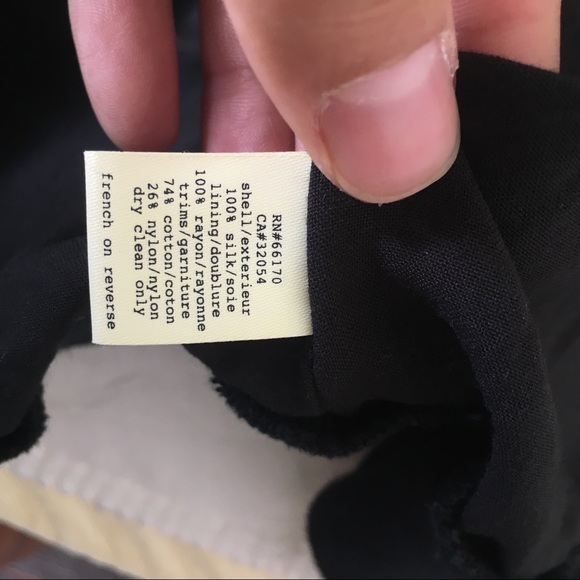 RN#66170
CA#32054
shell/exterieur
100% silk/soie
lining/doublure
100% rayon/rayonne
trims/garniture
74% cotton/coton
26% nylon/nylon
dry clean only
french on reverse